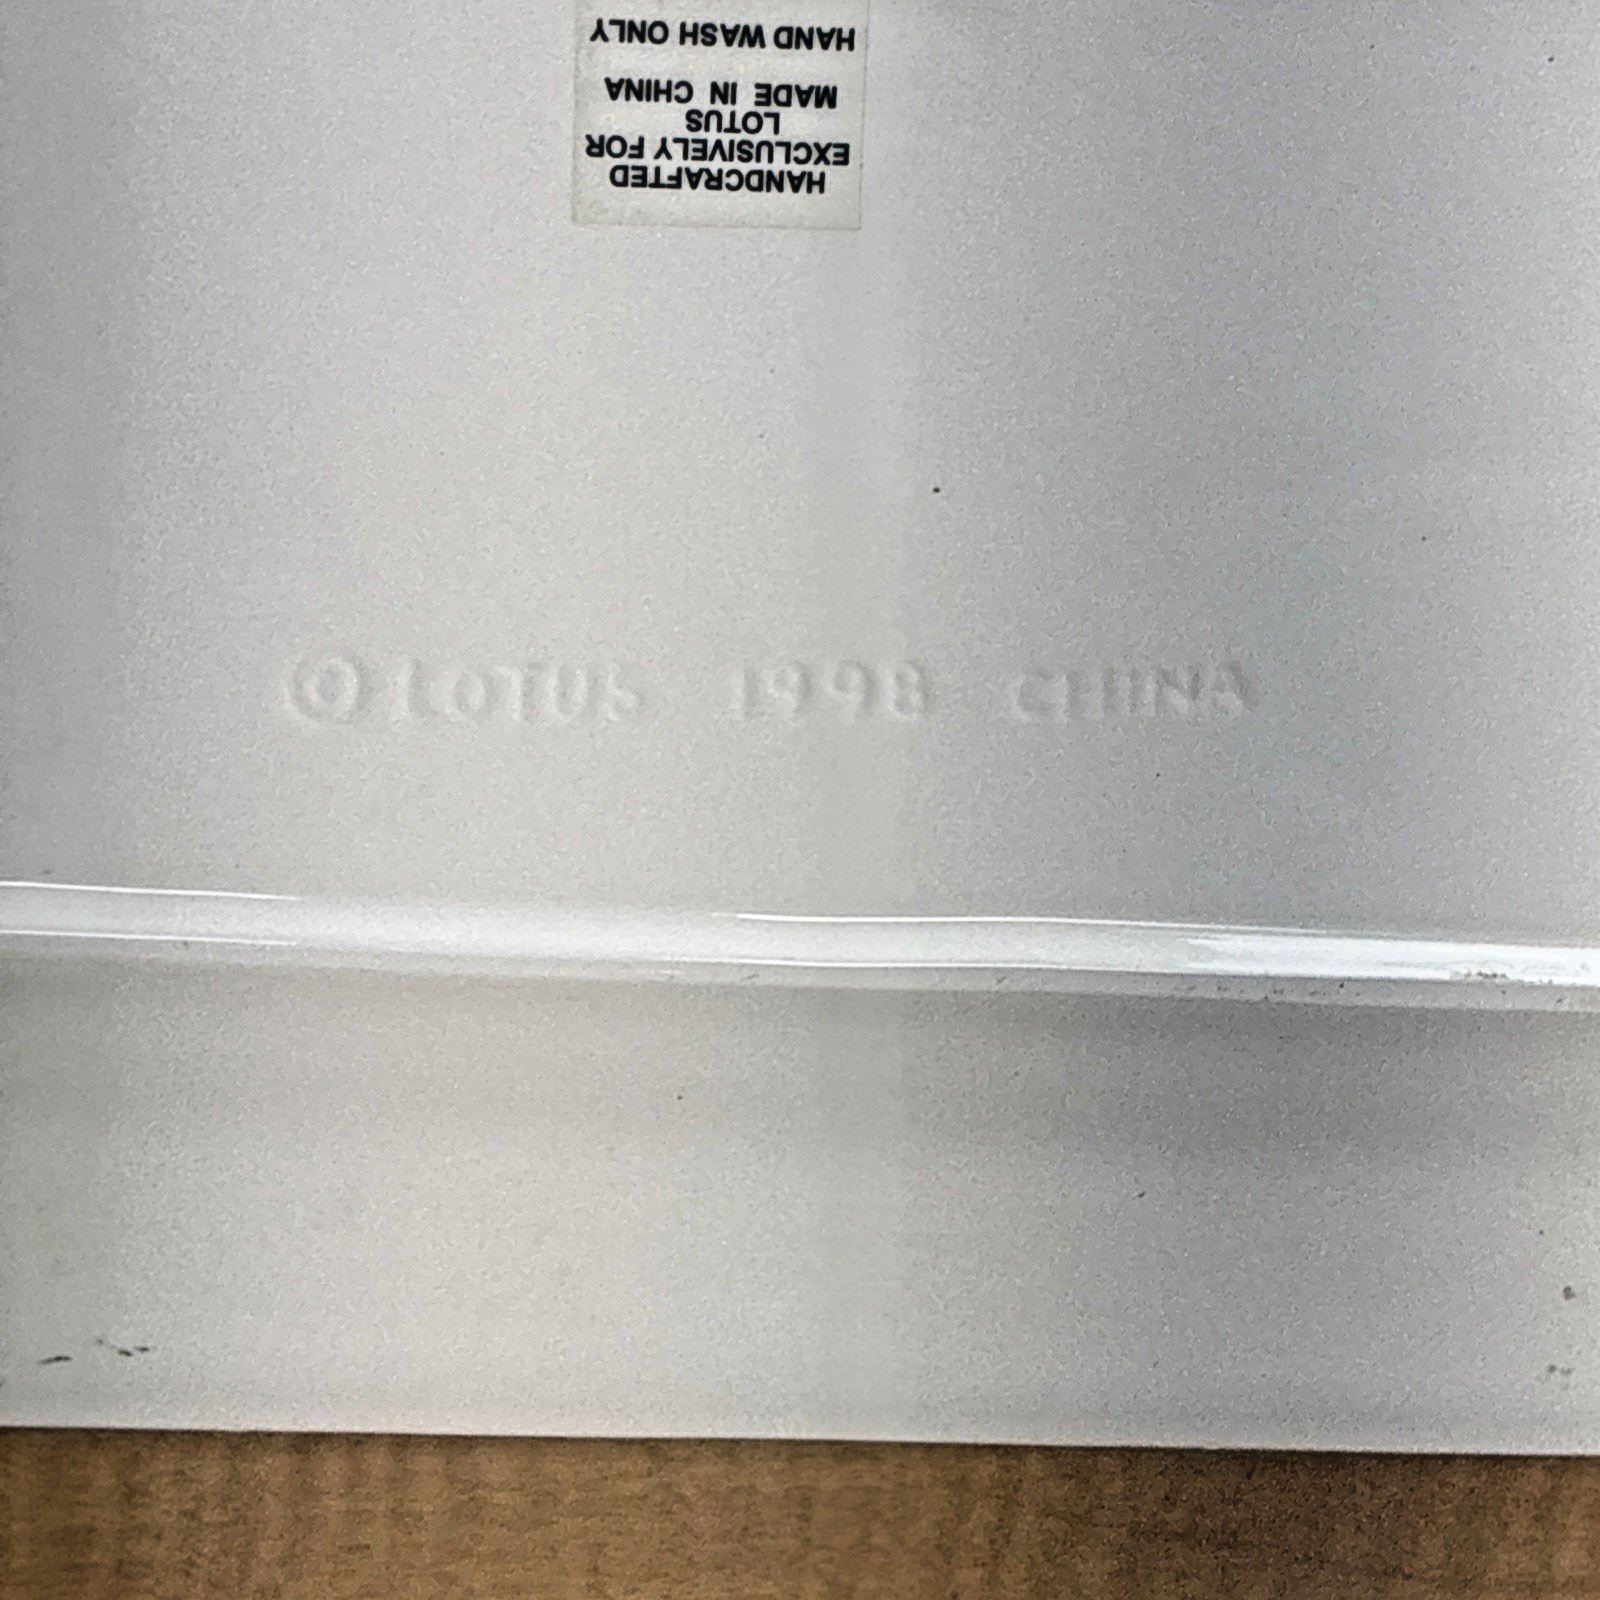 HANDCRAFTED
EXCLUSIVELY FOR
LOTUS
MADE IN CHINA
HAND WASH ONLY
© LOTUS 1998 CHINA